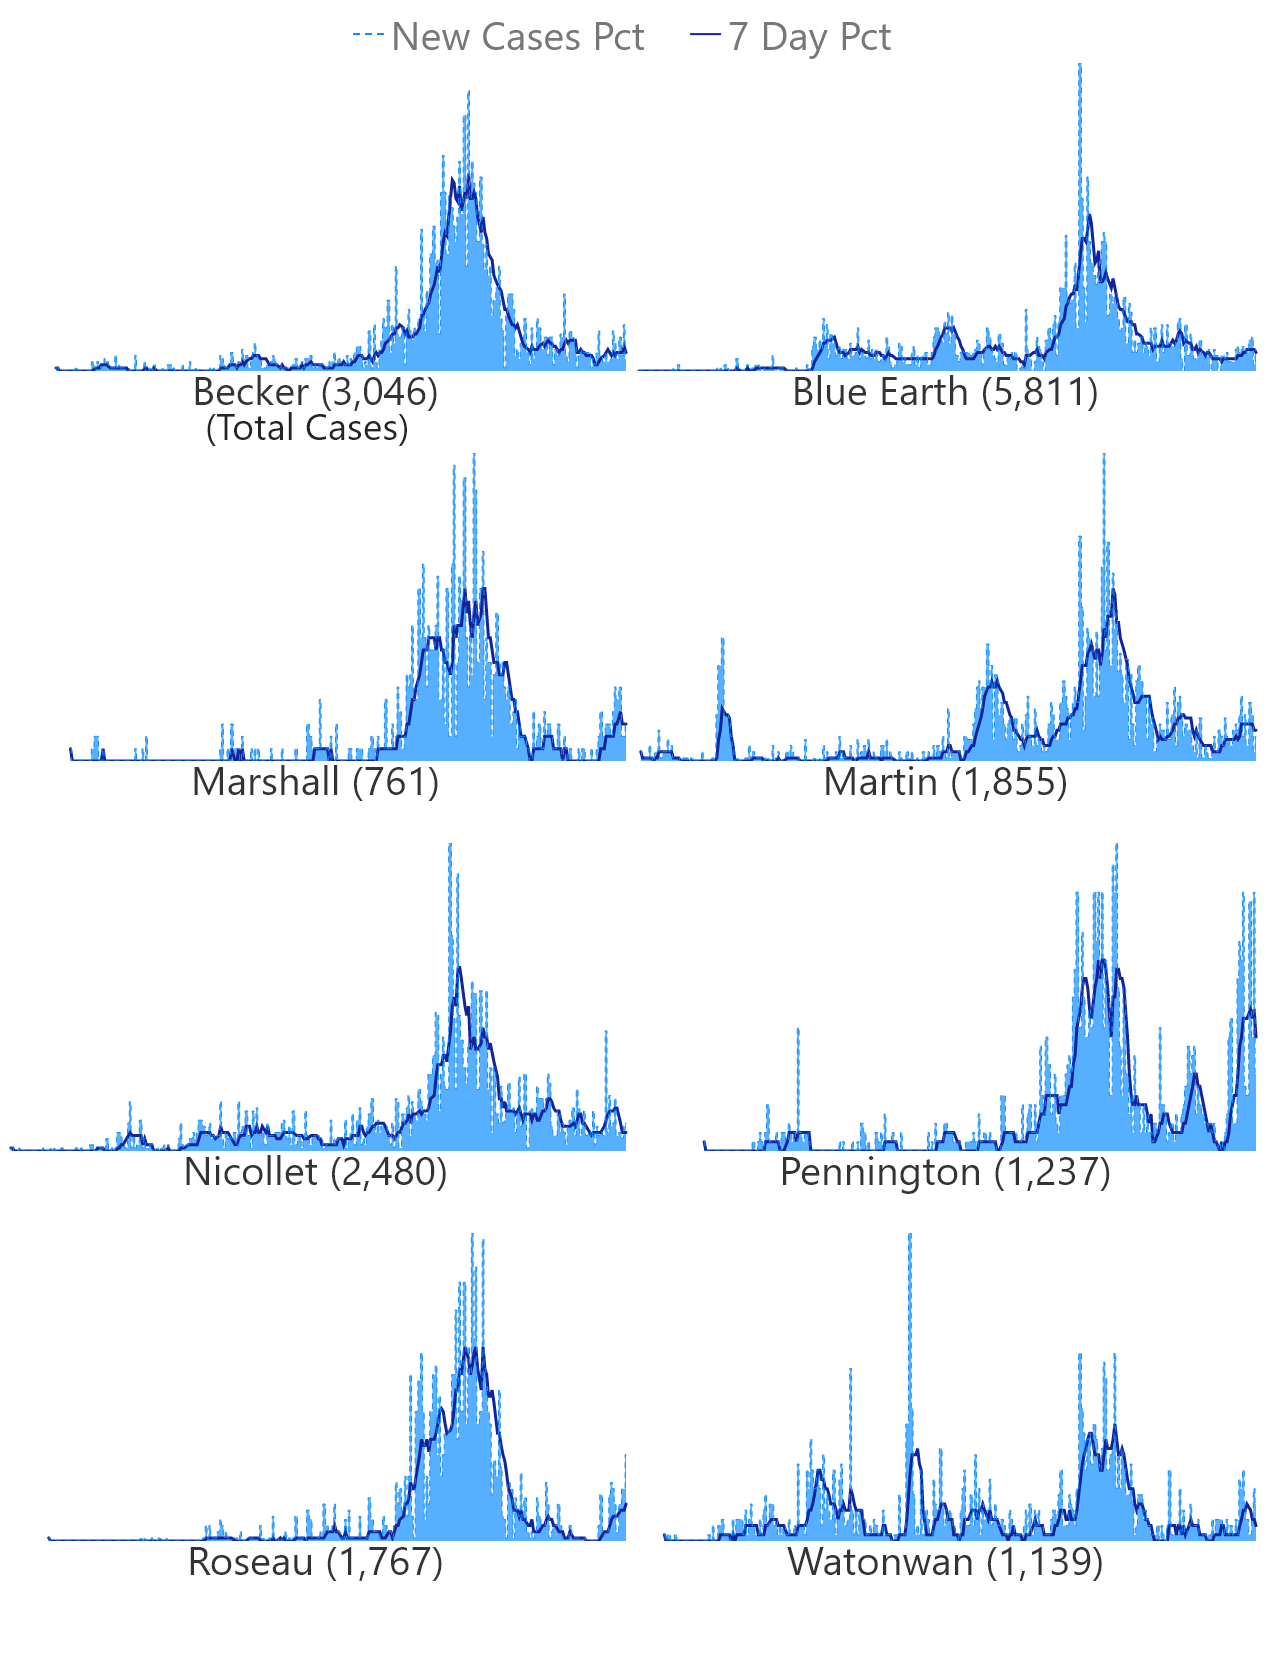 New Cases Pct 7 Day Pct
Becker (3,046) Blue Earth (5,811)
(Total Cases)
Marshall (761) Martin (1,855)
Nicollet (2,480) Pennington (1,237)
Roseau (1,767) Watonwan (1,139)